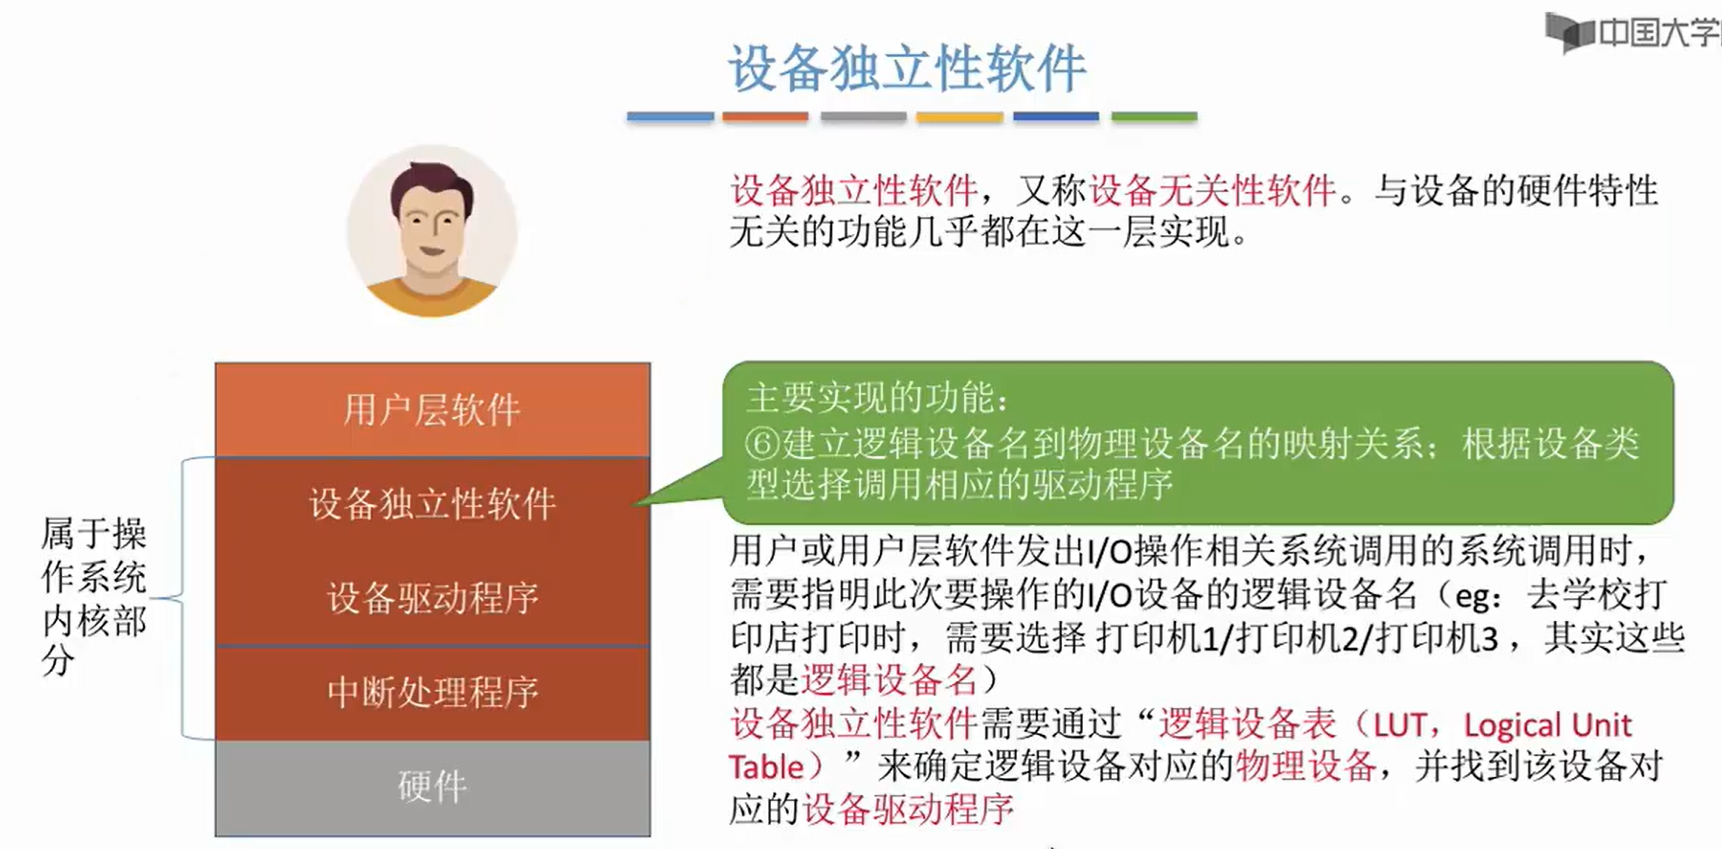 中国大学
设备独立性软件
设备独立性软件，又称设备无关性软件。与设备的硬件特性
无关的功能几乎都在这一层实现。
用户层软件
设备独立性软件
设备驱动程序
中断处理程序
硬件
属于操
作系统
内核部
分
主要实现的功能：
⑥建立逻辑设备名到物理设备名的映射关系；根据设备类
型选择调用相应的驱动程序
用户或用户层软件发出I/O操作相关系统调用的系统调用时，
需要指明此次要操作的I/O设备的逻辑设备名（eg：去学校打
印店打印时，需要选择 打印机1/打印机2/打印机3 ，其实这些
都是逻辑设备名）
设备独立性软件需要通过“逻辑设备表（LUT，Logical Unit
Table）”来确定逻辑设备对应的物理设备，并找到该设备对
应的设备驱动程序